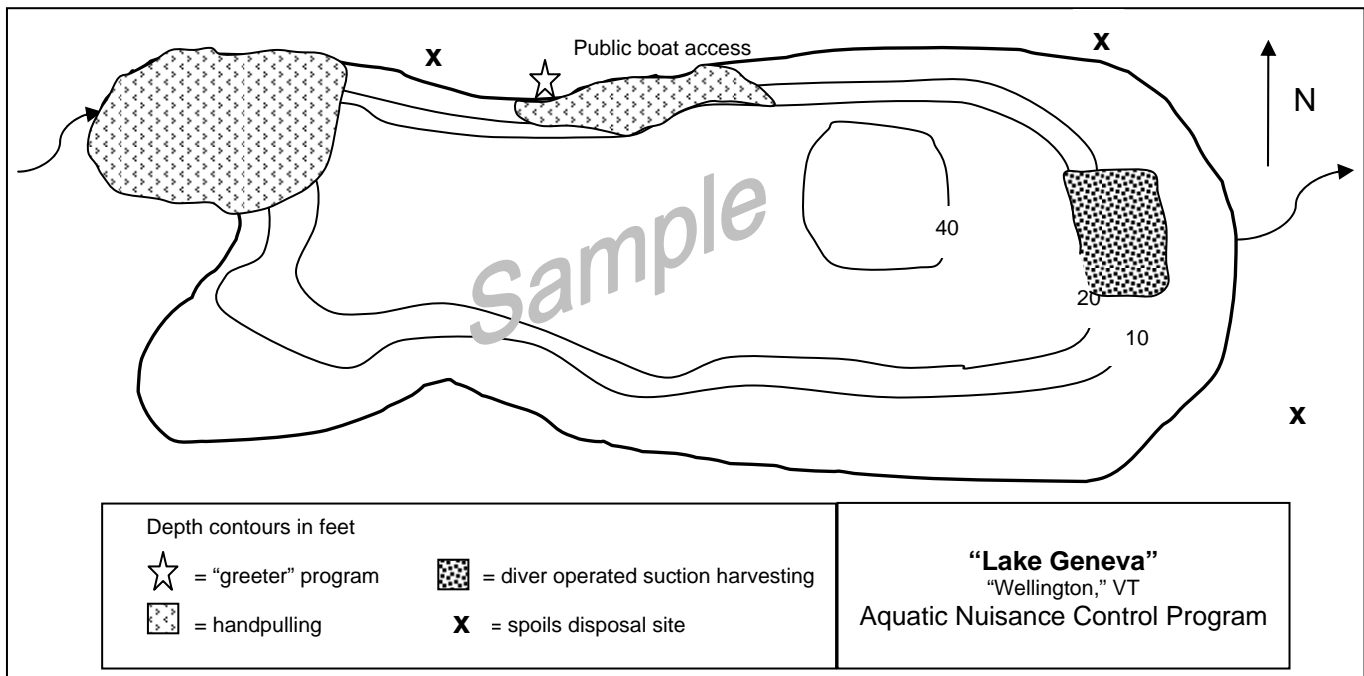 x
x
Public boat access
N
Sample
40
20
10
x
Depth contours in feet
= “greeter” program
= diver operated suction harvesting
= handpulling
x = spoils disposal site
“Lake Geneva”
“Wellington,” VT
Aquatic Nuisance Control Program